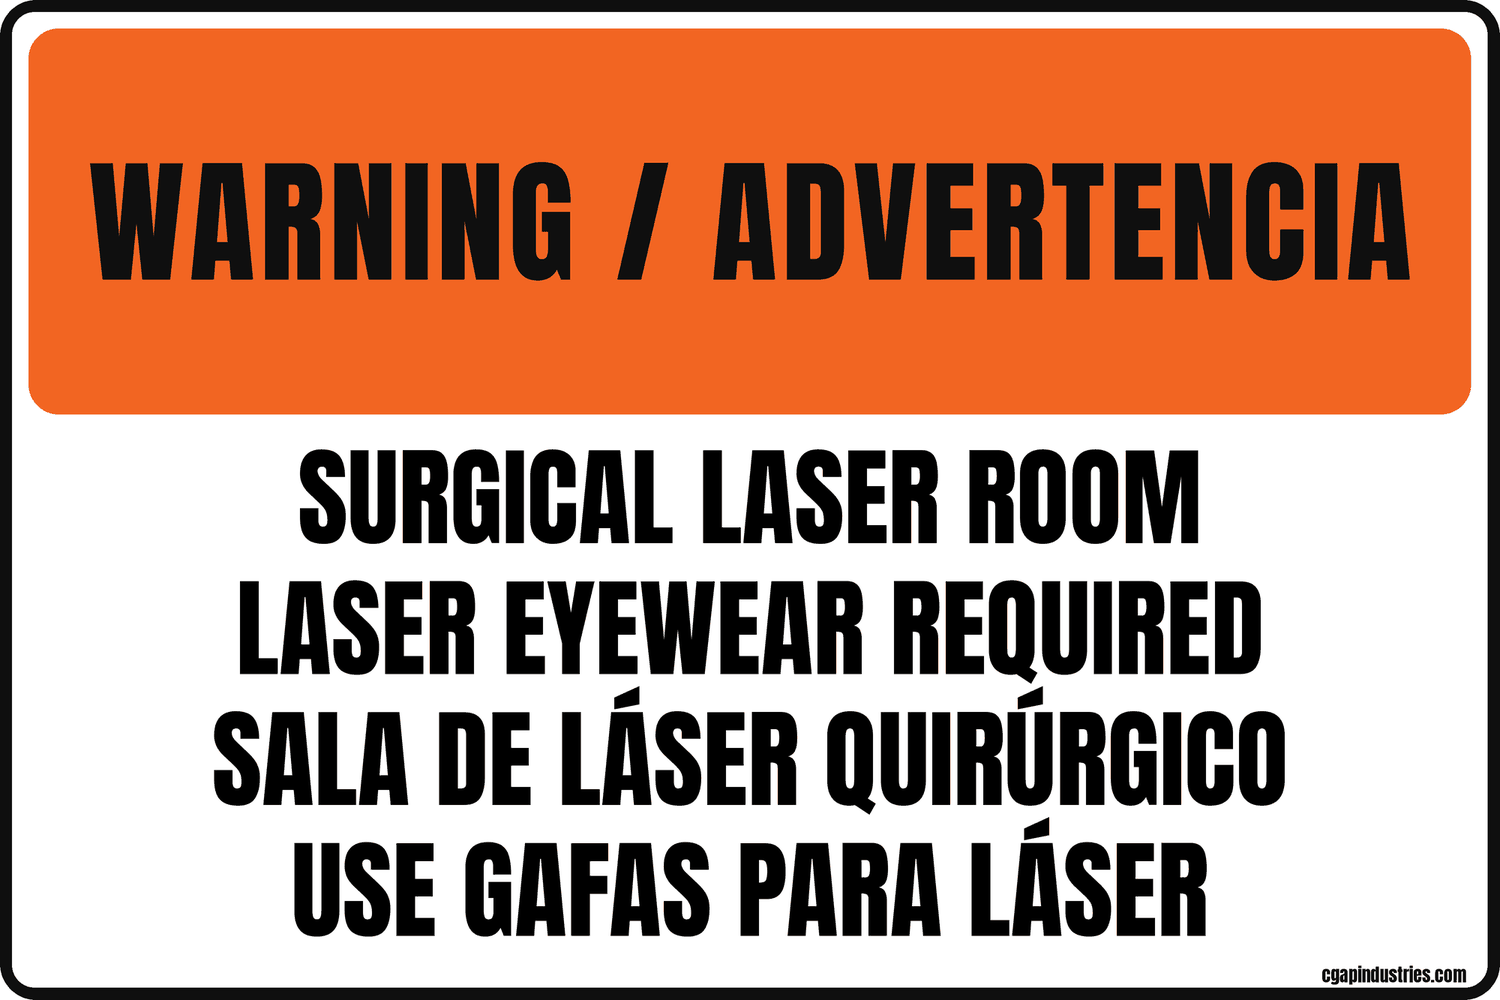 WARNING / ADVERTENCIA
SURGICAL LASER ROOM
LASER EYEWEAR REQUIRED
SALA DE LÁSER QUIRÚRGICO
USE GAFAS PARA LÁSER
cgapindustries.com